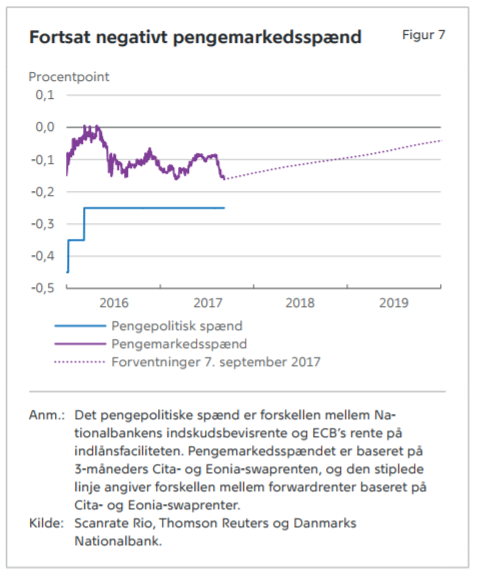 Fortsat negativt pengemarkedsspænd
Figur 7
Procentpoint
0,1
0,0
-0,1
-0,2
-0,3
-0,4
-0,5
2016 2017 2018 2019
Pengepolitisk spænd
Pengemarkedsspænd
Forventninger 7. september 2017
Anm.: Det pengepolitiske spænd er forskellen mellem Na-
tionalbankens indskudsbevisrente og ECB's rente på
indlånsfaciliteten. Pengemarkedsspændet er baseret på
3-måneders Cita- og Eonia-swaprenten, og den stiplede
linje angiver forskellen mellem forwardrenter baseret på
Cita- og Eonia-swaprenter.
Kilde: Scanrate Rio, Thomson Reuters og Danmarks
Nationalbank.